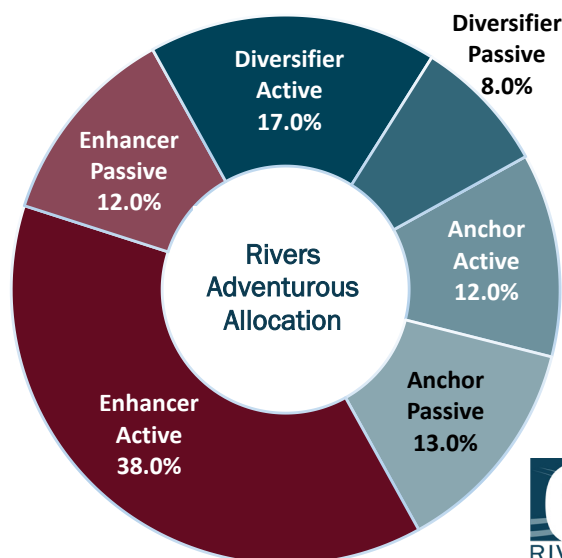 Diversifier
Passive
8.0%
Diversifier
Active
17.0%
Enhancer
Passive
12.0%
Anchor
Active
12.0%
Rivers
Adventurous
Allocation
Anchor
Passive
13.0%
Enhancer
Active
38.0%